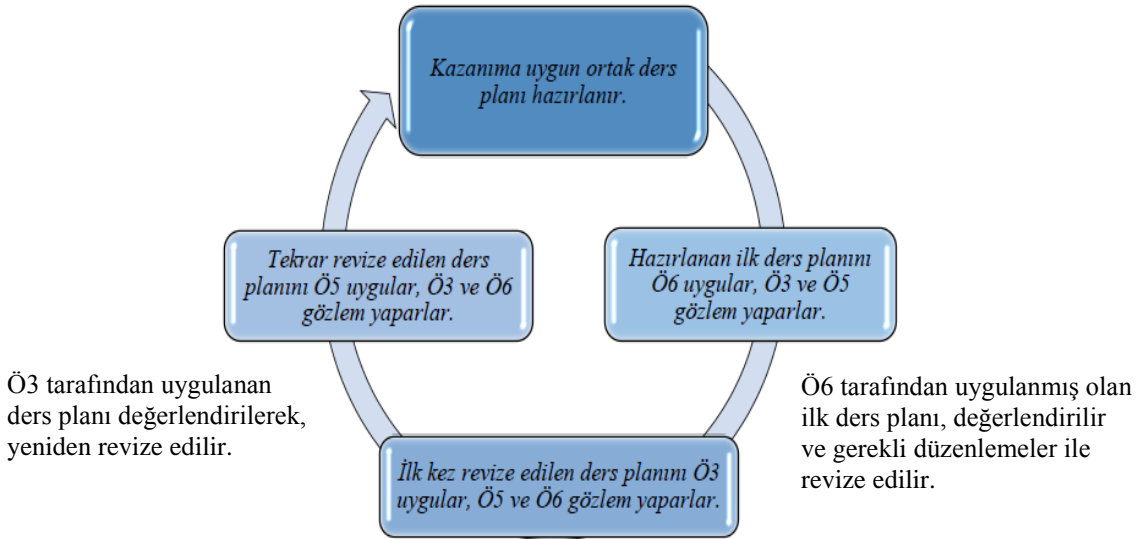 Kazanıma uygun ortak ders
planı hazırlanır.
Hazırlanan ilk ders planını
Ö6 uygular, Ö3 ve Ö5
gözlem yaparlar.
Ö6 tarafından uygulanmış olan
ilk ders planı, değerlendirilir
ve gerekli düzenlemeler ile
revize edilir.
İlk kez revize edilen ders planını Ö3
uygular, Ö5 ve Ö6 gözlem yaparlar.
Ö3 tarafından uygulanan
ders planı değerlendirilerek,
yeniden revize edilir.
Tekrar revize edilen ders
planını Ö5 uygular, Ö3 ve Ö6
gözlem yaparlar.